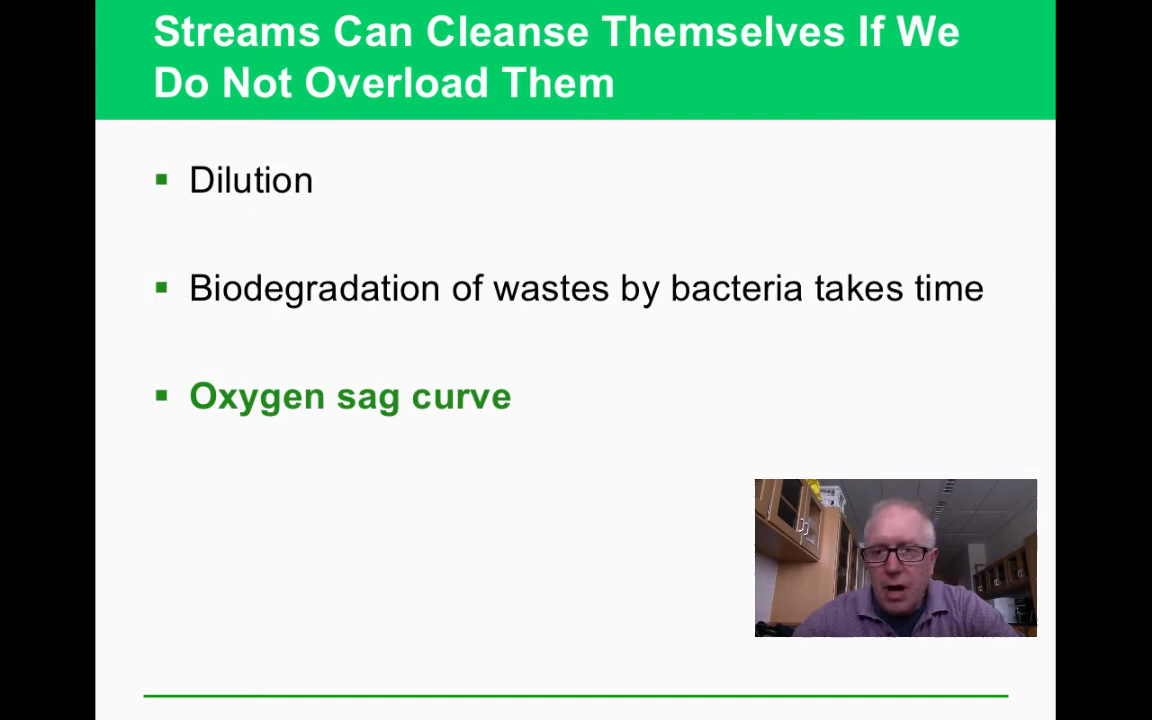 Streams Can Cleanse Themselves If We
Do Not Overload Them
Dilution
Biodegradation of wastes by bacteria takes time
Oxygen sag curve